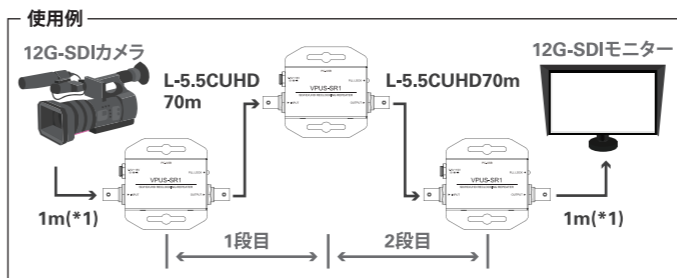 使用例
12G-SDIカメラ
L-5.5CUHD
70m
L-5.5CUHD70m
12G-SDIモニター
VPUS-SR1
VPUS-SR1
VPUS-SR1
1m(*1)
1m(*1)
1段目
2段目